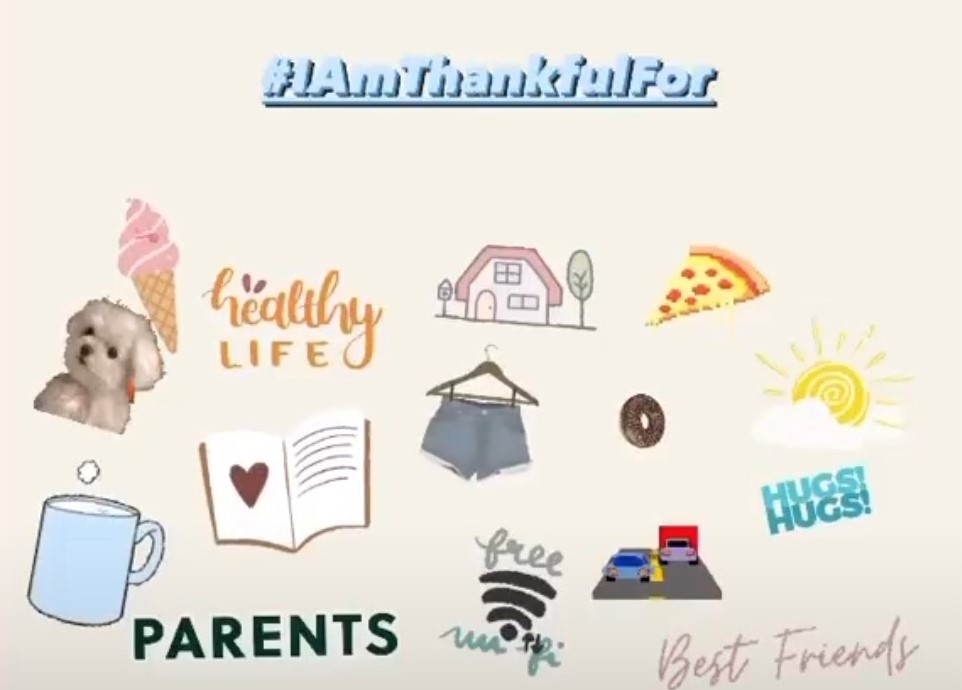 #IAmThankfulFor
healthy
LIFE
HUGS!
HUGS!
free
wi-fi
PARENTS
Best Friends